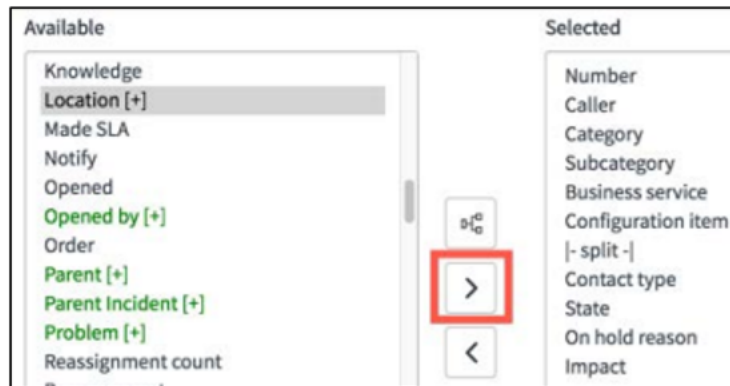 Available
Knowledge
Location [+]
Made SLA
Notify
Opened
Opened by [+]
Order
Parent [+]
Parent Incident [+]
Problem [+]
Reassignment count
Selected
Number
Caller
Category
Subcategory
Business service
Configuration item
|- split -|
Contact type
State
On hold reason
Impact